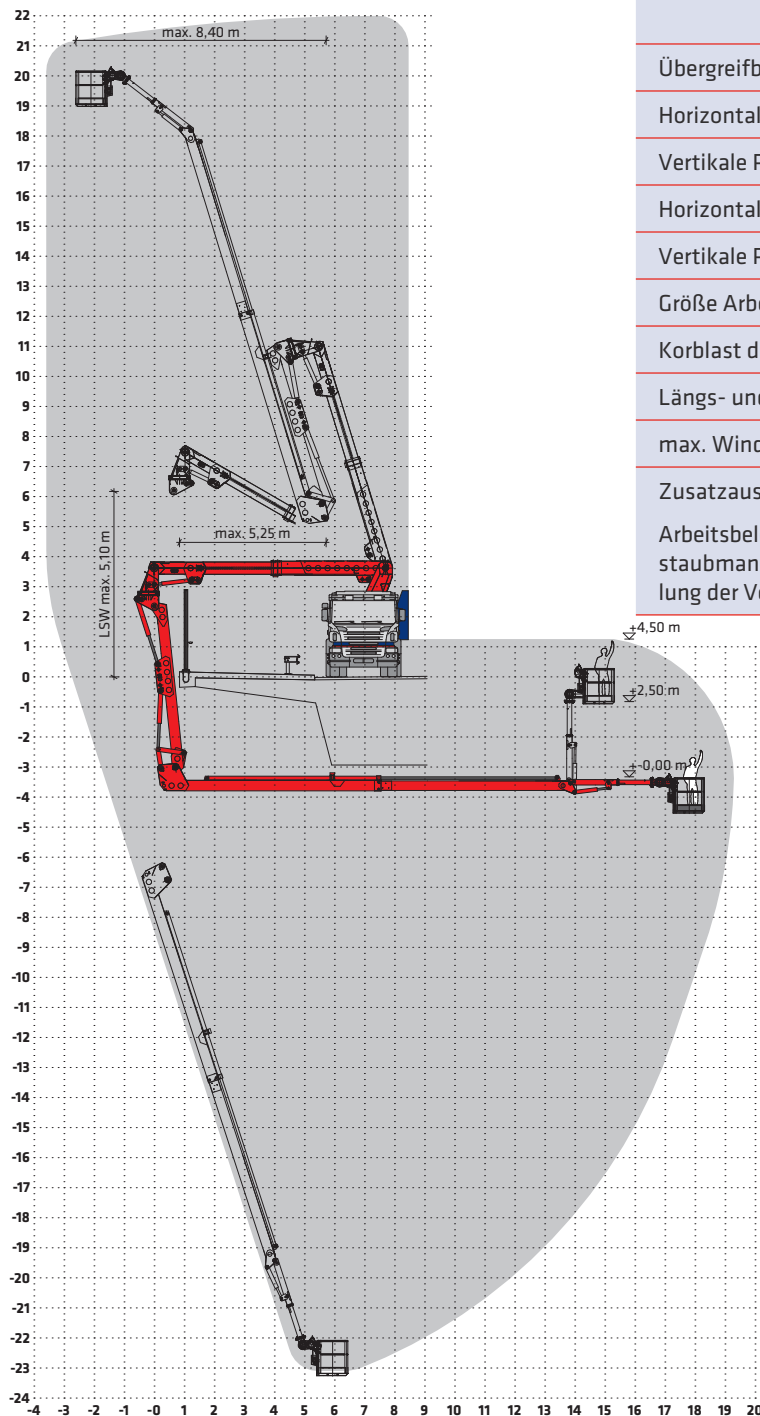 22
21
20
19
18
17
16
15
14
13
12
11
10
9
8
7
6
5
4
3
2
1
0
-1
-2
-3
-4
-5
-6
-7
-8
-9
-10
-11
-12
-13
-14
-15
-16
-17
-18
-19
-20
-21
-22
-23
-24
-4 -3 -2 -1 -0 1 2 3 4 5 6 7 8 9 10 11 12 13 14 15 16 17 18 19 20
max. 8,40 m
LSW max. 5,10 m
max. 5,25 m
+4,50 m
+2,50 m
+-0,00 m
Übergreifb
Horizontal
Vertikale
Horizontal
Vertikale
Größe Arbe
Korblast d
Längs- und
max. Wind
Zusatzaus
Arbeitsbel
staubman
lung der Ve